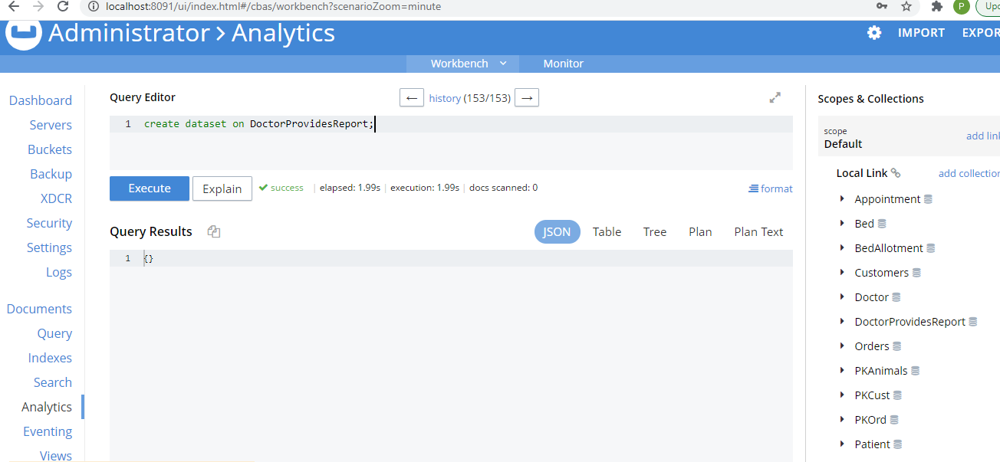 localhost:8091/ui/index.html#/cbas/workbench?scenarioZoom=minute
P
Administrator > Analytics
IMPORT
Workbench
Monitor
Dashboard
Servers
Buckets
Backup
XDCR
Security
Settings
Logs
Documents
Query
Indexes
Search
Analytics
Eventing
Views
Query Editor
← history (153/153) →
1 create dataset on DoctorProvidesReport;
Execute
Explain
success | elapsed: 1.99s | execution: 1.99s | docs scanned: 0
format
Query Results
JSON
Table
Tree
Plan
Plan Text
1 {}
Scopes & Collections
scope
Default
add
Local Link
add
Appointment
Bed
BedAllotment
Customers
Doctor
DoctorProvidesReport
Orders
PKAnimals
PKCust
PKOrd
Patient